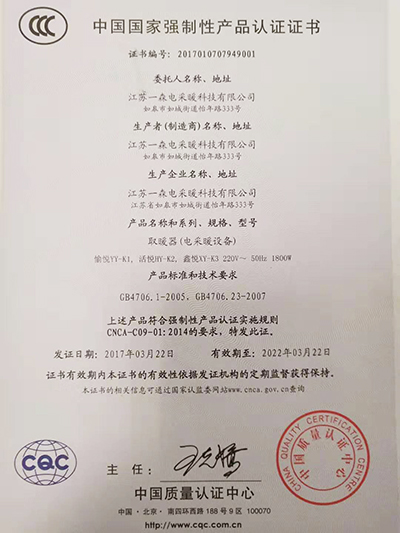 CCC
中国国家强制性产品认证证书
证书编号: 2017010707949001
委托人名称、地址
江苏一森电采暖科技有限公司
如皋市如城街道怡年路333号
生产者(制造商)名称、地址
江苏一森电采暖科技有限公司
如皋市如城街道怡年路333号
生产企业名称、地址
江苏一森电采暖科技有限公司
江苏省如皋市如城街道怡年路333号
产品名称和系列、规格、型号
取暖器(电采暖设备)
愉悦YY-K1, 活悦HY-K2, 鑫悦XY-K3 220V~ 50Hz 1800W
产品标准和技术要求
GB4706.1-2005、GB4706.23-2007
上述产品符合强制性产品认证实施规则
CNCA-C09-01:2014的要求,特发此证。
发证日期: 2017年03月22日 有效期至: 2022年03月22日
证书有效期内本证书的有效性依据发证机构的定期监督获得保持。
本证书的相关信息可通过国家认监委网站www.cnca.gov.cn查询
CQC
主任:
CHINA QUALITY CERTIFICATION CENTRE
中国质量认证中心
中国质量认证中心
中国·北京·南四环西路188号9区 100070
http://www.cqc.com.cn